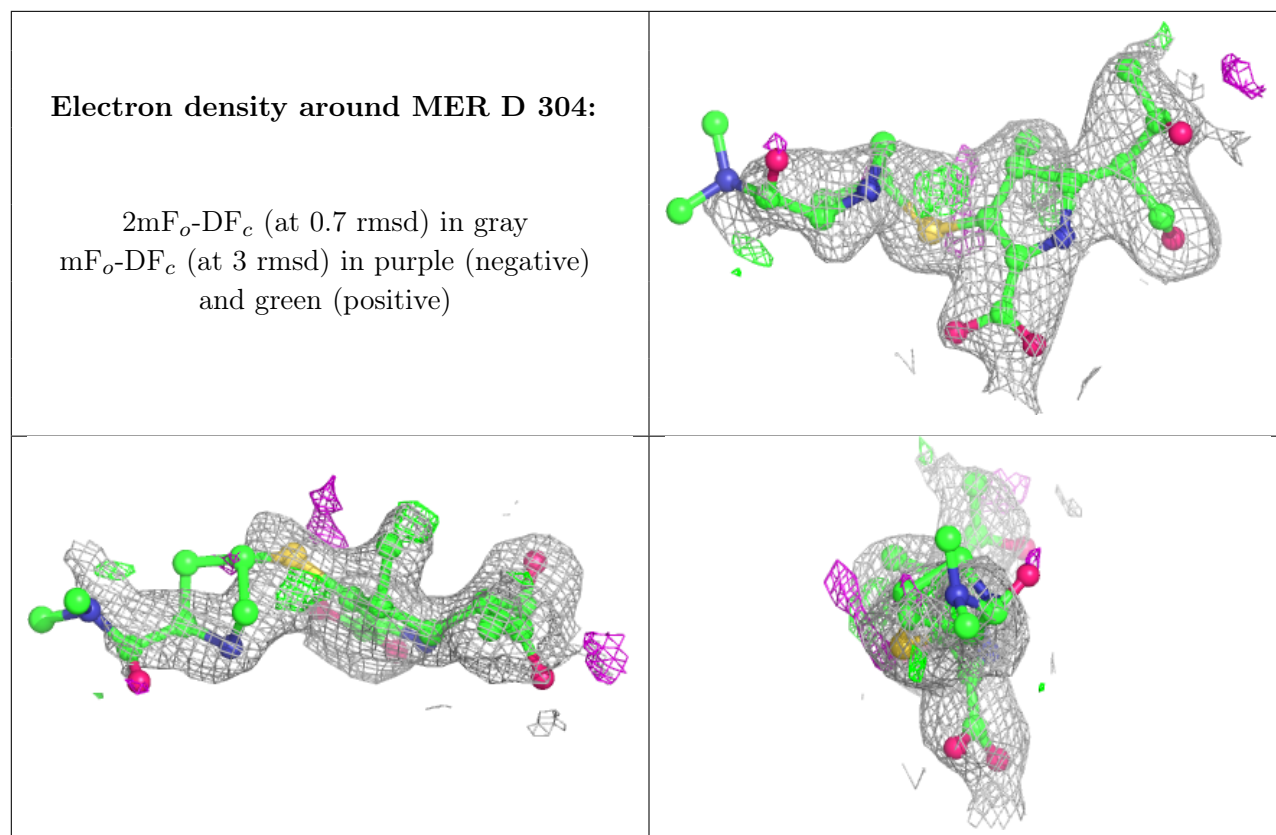 Electron density around MER D 304:
2mFo-DFc (at 0.7 rmsd) in gray
mFo-DFc (at 3 rmsd) in purple (negative)
and green (positive)